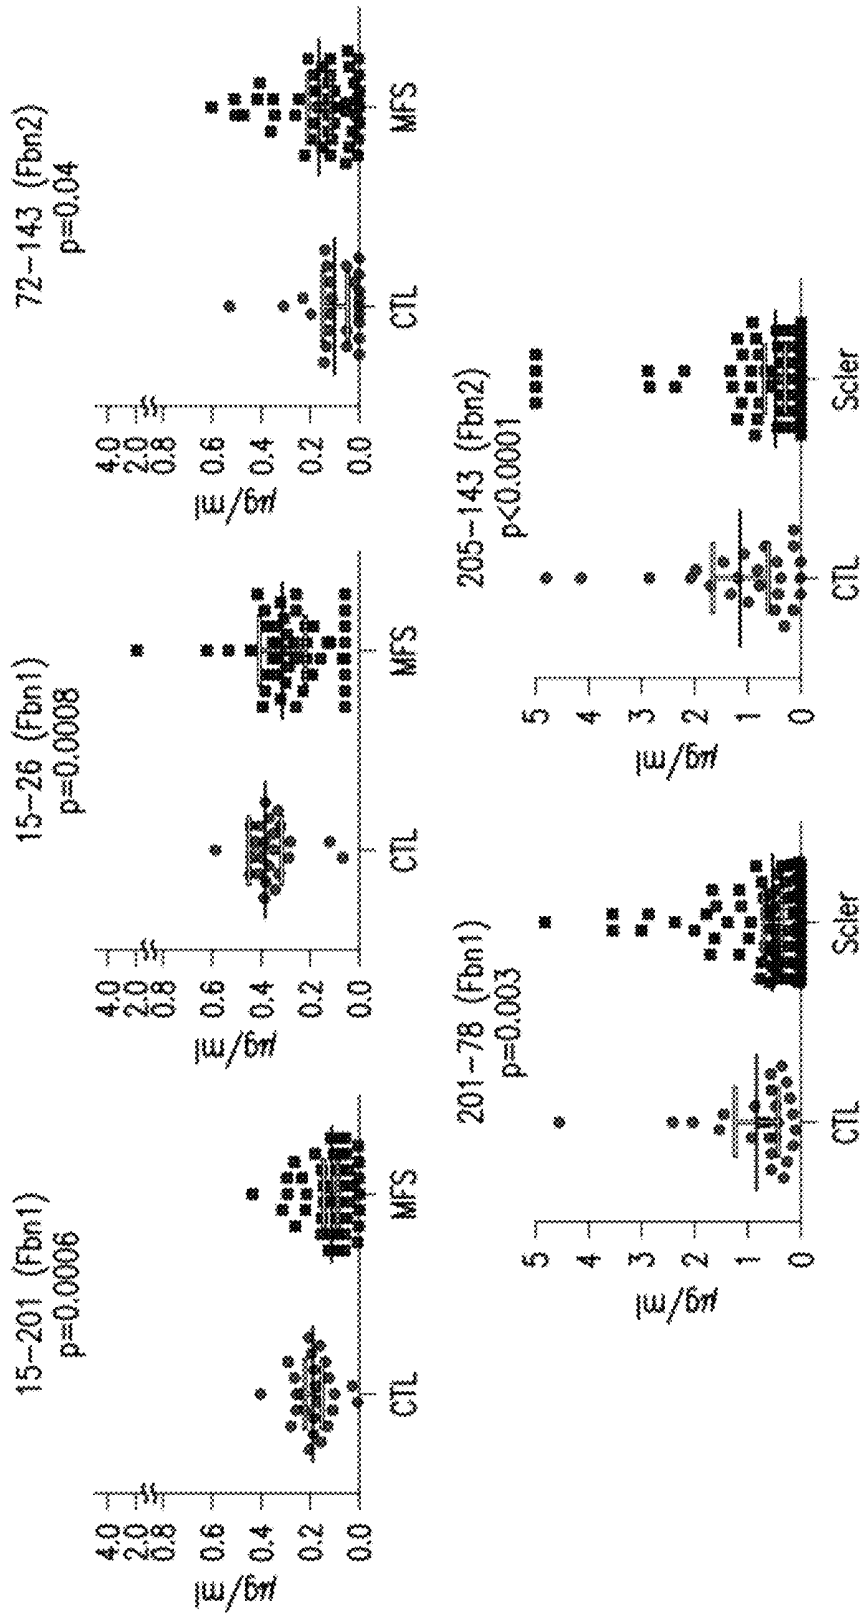 15-201 (Fbn1)
p=0.0006
µg/ml
4.0
2.0
0.8
0.6
0.4
0.2
0.0
CTL
MFS
15-26 (Fbn1)
p=0.0008
µg/ml
4.0
2.0
0.8
0.6
0.4
0.2
0.0
CTL
MFS
72-143 (Fbn2)
p=0.04
µg/ml
4.0
2.0
0.8
0.6
0.4
0.2
0.0
CTL
MFS
201-78 (Fbn1)
p=0.003
µg/ml
5
4
3
2
1
0
CTL
Scler
205-143 (Fbn2)
p<0.0001
µg/ml
5
4
3
2
1
0
CTL
Scler